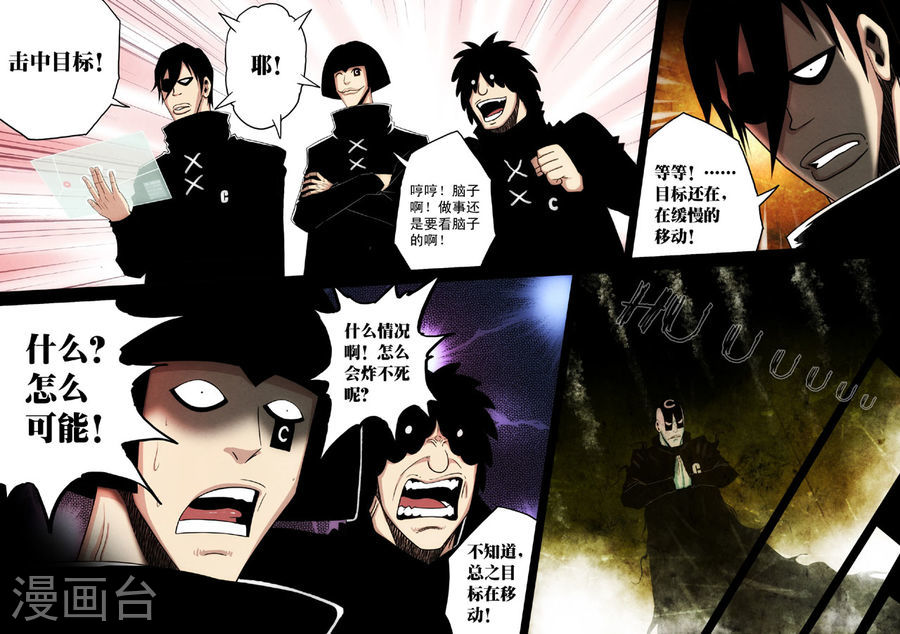 击中目标！
耶！
哼哼！脑子
啊！做事还
是要看脑子
的啊！
C
C
等等！……
目标还在，
在缓慢的
移动！
什么？
怎么
可能！
C
什么情况
啊！怎么
会炸不死
呢？
不知道，
总之目
标在移
动！
HUUUUUU
C
C
漫画台